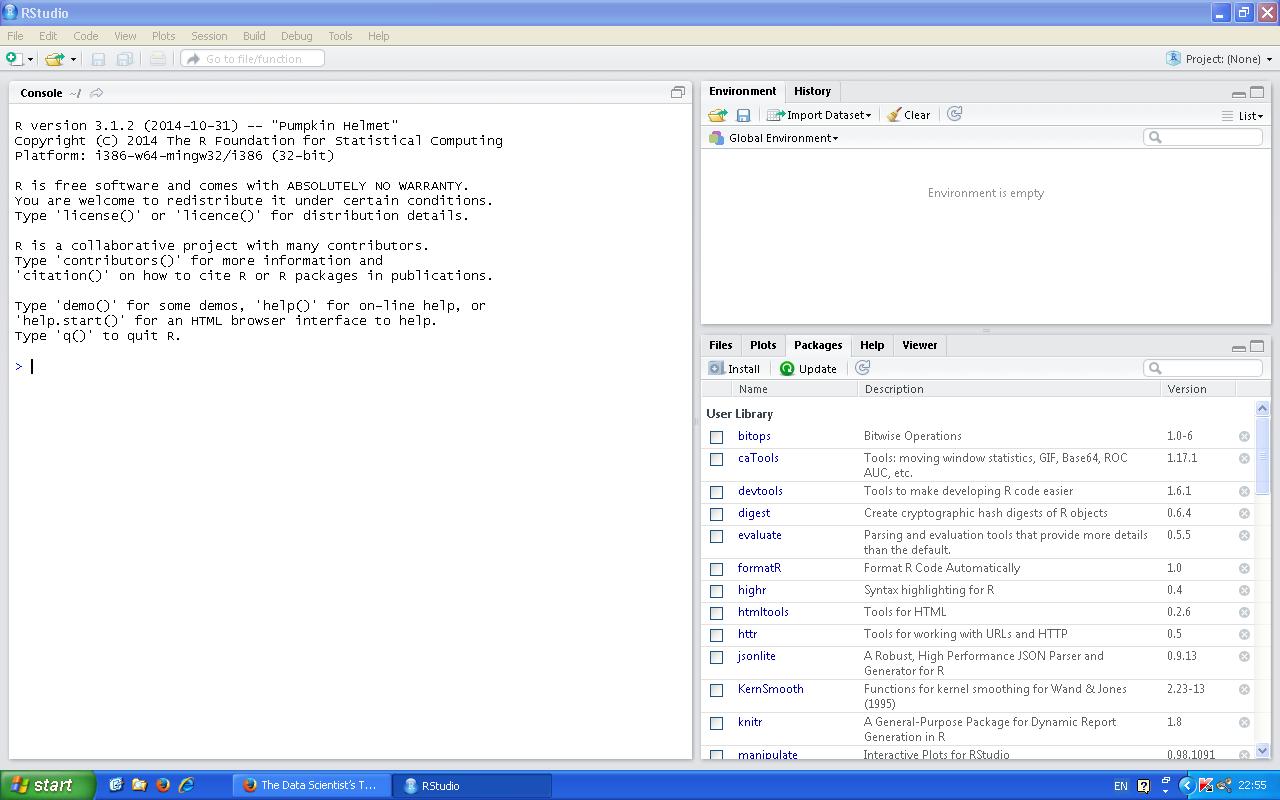 RStudio
File Edit Code View Plots Session Build Debug Tools Help
Go to file/function
Project: (None)
Console ~/
R version 3.1.2 (2014-10-31) -- "Pumpkin Helmet"
Copyright (C) 2014 The R Foundation for Statistical Computing
Platform: i386-w64-mingw32/i386 (32-bit)
R is free software and comes with ABSOLUTELY NO WARRANTY.
You are welcome to redistribute it under certain conditions.
Type 'license()' or 'licence()' for distribution details.
R is a collaborative project with many contributors.
Type 'contributors()' for more information and
'citation()' on how to cite R or R packages in publications.
Type 'demo()' for some demos, 'help()' for on-line help, or
'help.start()' for an HTML browser interface to help.
Type 'q()' to quit R.
>
Environment History
Import Dataset Clear List
Global Environment
Environment is empty
Files Plots Packages Help Viewer
Install Update
Name Description Version
User Library
bitops Bitwise Operations 1.0-6
caTools Tools: moving window statistics, GIF, Base64, ROC 1.17.1
AUC, etc.
devtools Tools to make developing R code easier 1.6.1
digest Create cryptographic hash digests of R objects 0.6.4
evaluate Parsing and evaluation tools that provide more details 0.5.5
than the default.
formatR Format R Code Automatically 1.0
highr Syntax highlighting for R 0.4
htmltools Tools for HTML 0.2.6
httr Tools for working with URLs and HTTP 0.5
jsonlite A Robust, High Performance JSON Parser and 0.9.13
Generator for R
KernSmooth Functions for kernel smoothing for Wand & Jones 2.23-13
(1995)
knitr A General-Purpose Package for Dynamic Report 1.8
Generation in R
manipulate Interactive Plots for RStudio 0.98.1091
start The Data Scientist's T... RStudio EN 22:55